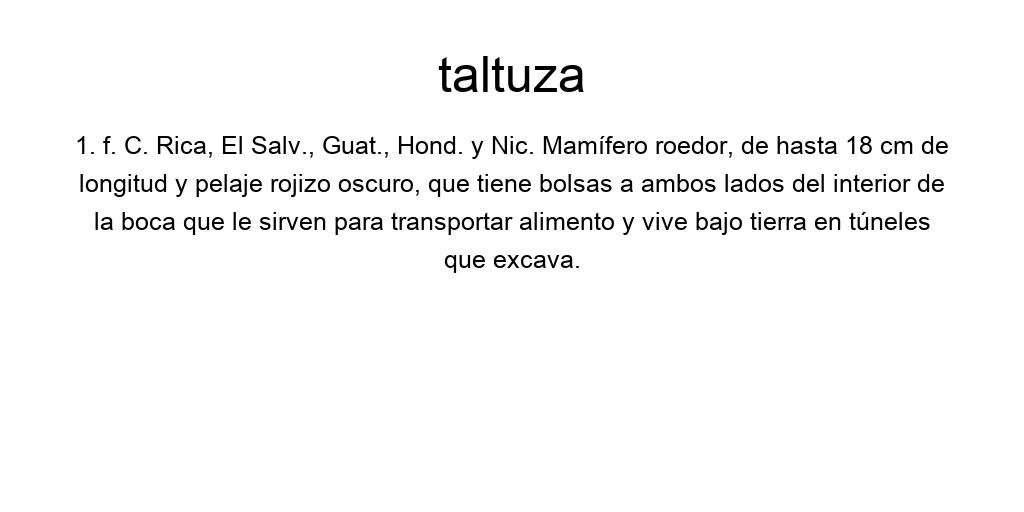 taltuza
1. f. C. Rica, El Salv., Guat., Hond. y Nic. Mamífero roedor, de hasta 18 cm de
longitud y pelaje rojizo oscuro, que tiene bolsas a ambos lados del interior de
la boca que le sirven para transportar alimento y vive bajo tierra en túneles
que excava.